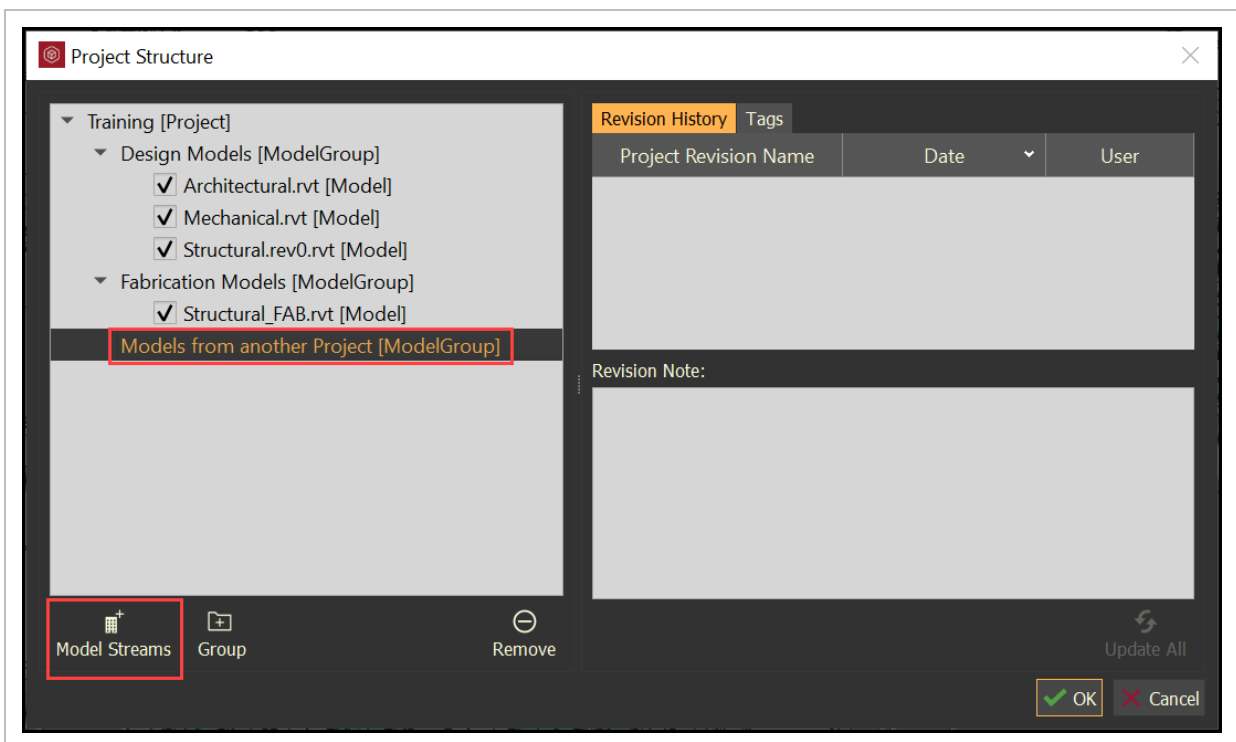 Project Structure
Training [Project]
Design Models [ModelGroup]
Architectural.rvt [Model]
Mechanical.rvt [Model]
Structural.rev0.rvt [Model]
Fabrication Models [ModelGroup]
Structural_FAB.rvt [Model]
Models from another Project [ModelGroup]
Model Streams Group Remove
Revision History Tags
Project Revision Name Date User
Revision Note:
Update All
OK Cancel